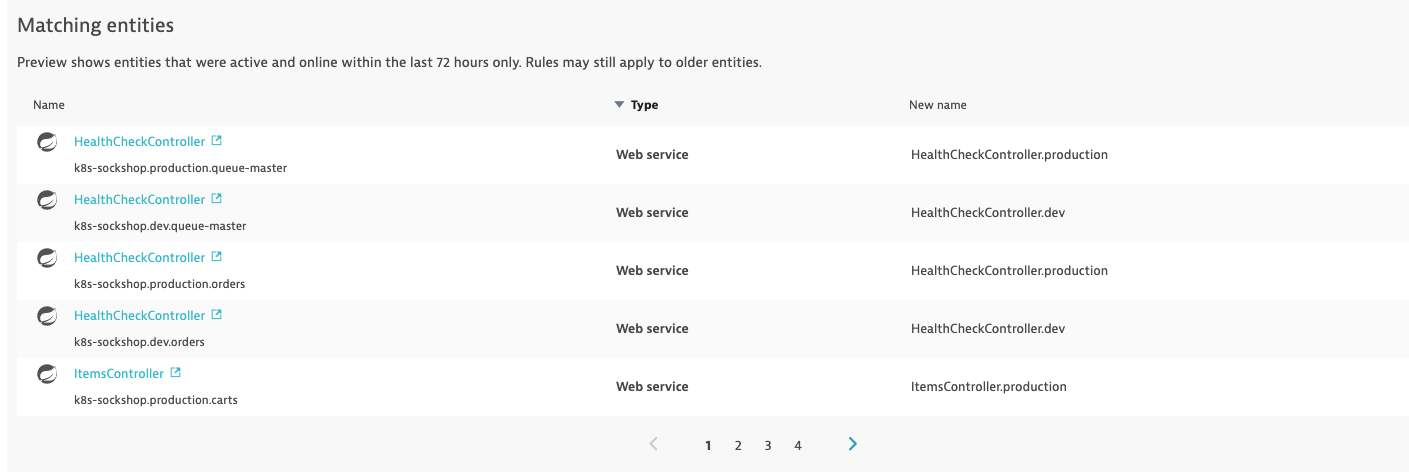 Matching entities
Preview shows entities that were active and online within the last 72 hours only. Rules may still apply to older entities.
Name Type New name
HealthCheckController
k8s-sockshop.production.queue-master
Web service
HealthCheckController.production
HealthCheckController
k8s-sockshop.dev.queue-master
Web service
HealthCheckController.dev
HealthCheckController
k8s-sockshop.production.orders
Web service
HealthCheckController.production
HealthCheckController
k8s-sockshop.dev.orders
Web service
HealthCheckController.dev
ItemsController
k8s-sockshop.production.carts
Web service
ItemsController.production
1 2 3 4